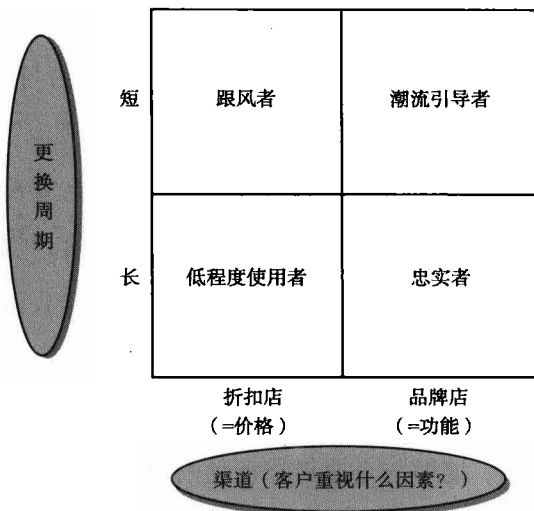 短
跟风者
潮流引导者
更
换
周
期
长
低程度使用者
忠实者
折扣店
(=价格)
品牌店
(=功能)
渠道(客户重视什么因素?)